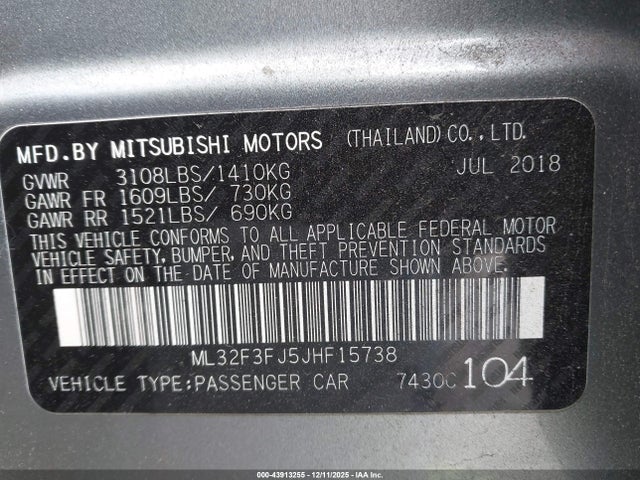 MFD.BY MITSUBISHI MOTORS (THAILAND)CO.,LTD.
GVWR 3108LBS/1410KG JUL 2018
GAWR FR 1609LBS/ 730KG
GAWR RR 1521LBS/ 690KG
THIS VEHICLE CONFORMS TO ALL APPLICABLE FEDERAL MOTOR
VEHICLE SAFETY, BUMPER, AND THEFT PREVENTION STANDARDS
IN EFFECT ON THE DATE OF MANUFACTURE SHOWN ABOVE.
ML32F3FJ5JHF15738
VEHICLE TYPE:PASSENGER CAR 7430C 104
000-43913255 - 12/11/2025 - IAA Inc.